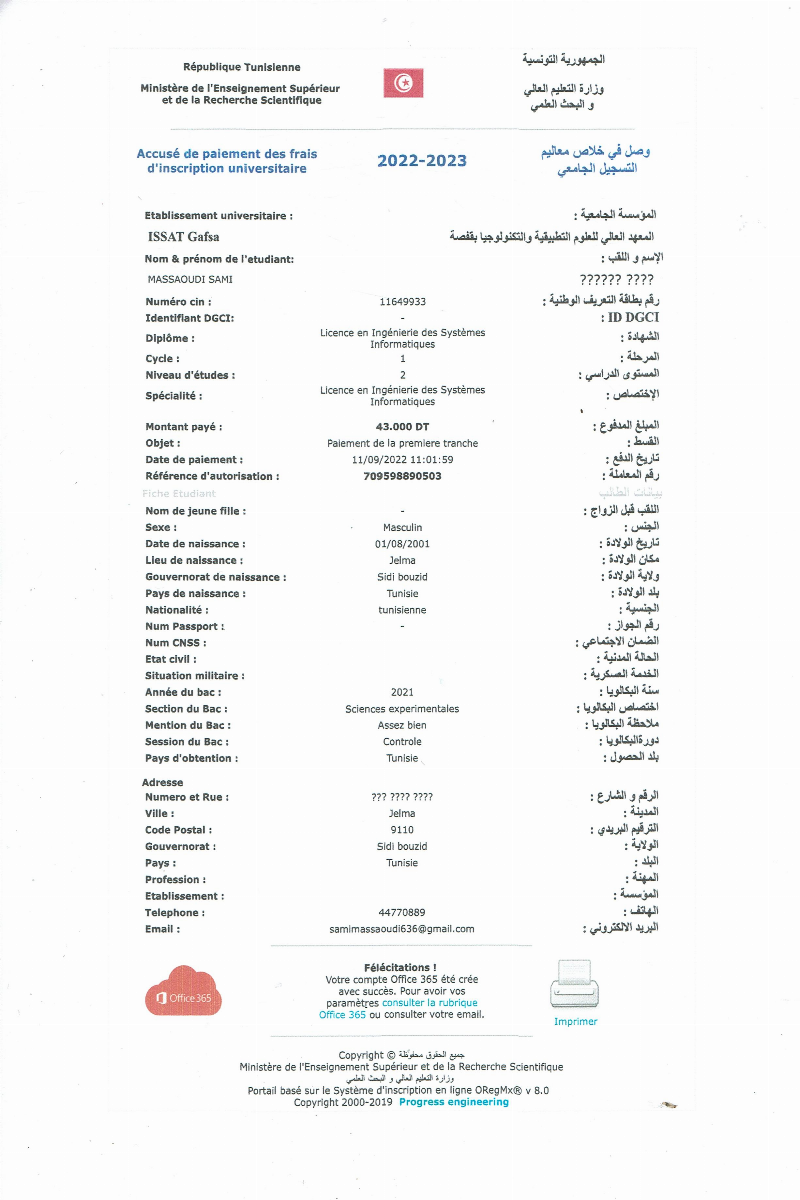 République Tunisienne
الجمهورية التونسية
Ministère de l'Enseignement Supérieur
et de la Recherche Scientifique
وزارة التعليم العالي
و البحث العلمي
Accusé de paiement des frais
d'inscription universitaire
2022-2023
وصل في خلاص معاليم
التسجيل الجامعي
Etablissement universitaire : المؤسسة الجامعية :
ISSAT Gafsa المعهد العالي للعلوم التطبيقية والتكنولوجيا بقفصة
Nom & prénom de l'etudiant: الإسم و اللقب :
MASSAOUDI SAMI ?????? ????
Numéro cin : 11649933 رقم بطاقة التعريف الوطنية :
Identifiant DGCI: - ID DGCI :
Diplôme : Licence en Ingénierie des Systèmes
Informatiques الشهادة :
Cycle : 1 المرحلة :
Niveau d'études : 2 المستوى الدراسي :
Spécialité : Licence en Ingénierie des Systèmes
Informatiques الإختصاص :
Montant payé : 43.000 DT المبلغ المدفوع :
Objet : Paiement de la premiere tranche القسط :
Date de paiement : 11/09/2022 11:01:59 تاريخ الدفع :
Référence d'autorisation : 709598890503 رقم المعاملة :
Fiche Etudiant بيانات الطالب
Nom de jeune fille : - اللقب قبل الزواج :
Sexe : Masculin الجنس :
Date de naissance : 01/08/2001 تاريخ الولادة :
Lieu de naissance : Jelma مكان الولادة :
Gouvernorat de naissance : Sidi bouzid ولاية الولادة :
Pays de naissance : Tunisie بلد الولادة :
Nationalité : tunisienne الجنسية :
Num Passport : - رقم الجواز :
Num CNSS : الضمان الاجتماعي :
Etat civil : الحالة المدنية :
Situation militaire : الخدمة العسكرية :
Année du bac : 2021 سنة البكالوريا :
Section du Bac : Sciences experimentales اختصاص البكالوريا :
Mention du Bac : Assez bien ملاحظة البكالوريا :
Session du Bac : Controle دورةالبكالوريا :
Pays d'obtention : Tunisie بلد الحصول :
Adresse
Numero et Rue : ??? ???? ???? الرقم و الشارع :
Ville : Jelma المدينة :
Code Postal : 9110 الترقيم البريدي :
Gouvernorat : Sidi bouzid الولاية :
Pays : Tunisie البلد :
Profession : المهنة :
Etablissement : المؤسسة :
Telephone : 44770889 الهاتف :
Email : samimassaoudi636@gmail.com البريد الالكتروني :
Office 365
Félécitations !
Votre compte Office 365 été crée
avec succès. Pour avoir vos
paramètres consulter la rubrique
Office 365 ou consulter votre email.
Imprimer
Copyright © جميع الحقوق محفوظة
Ministère de l'Enseignement Supérieur et de la Recherche Scientifique
وزارة التعليم العالي و البحث العلمي
Portail basé sur le Système d'inscription en ligne ORegMx® v 8.0
Copyright 2000-2019 Progress engineering